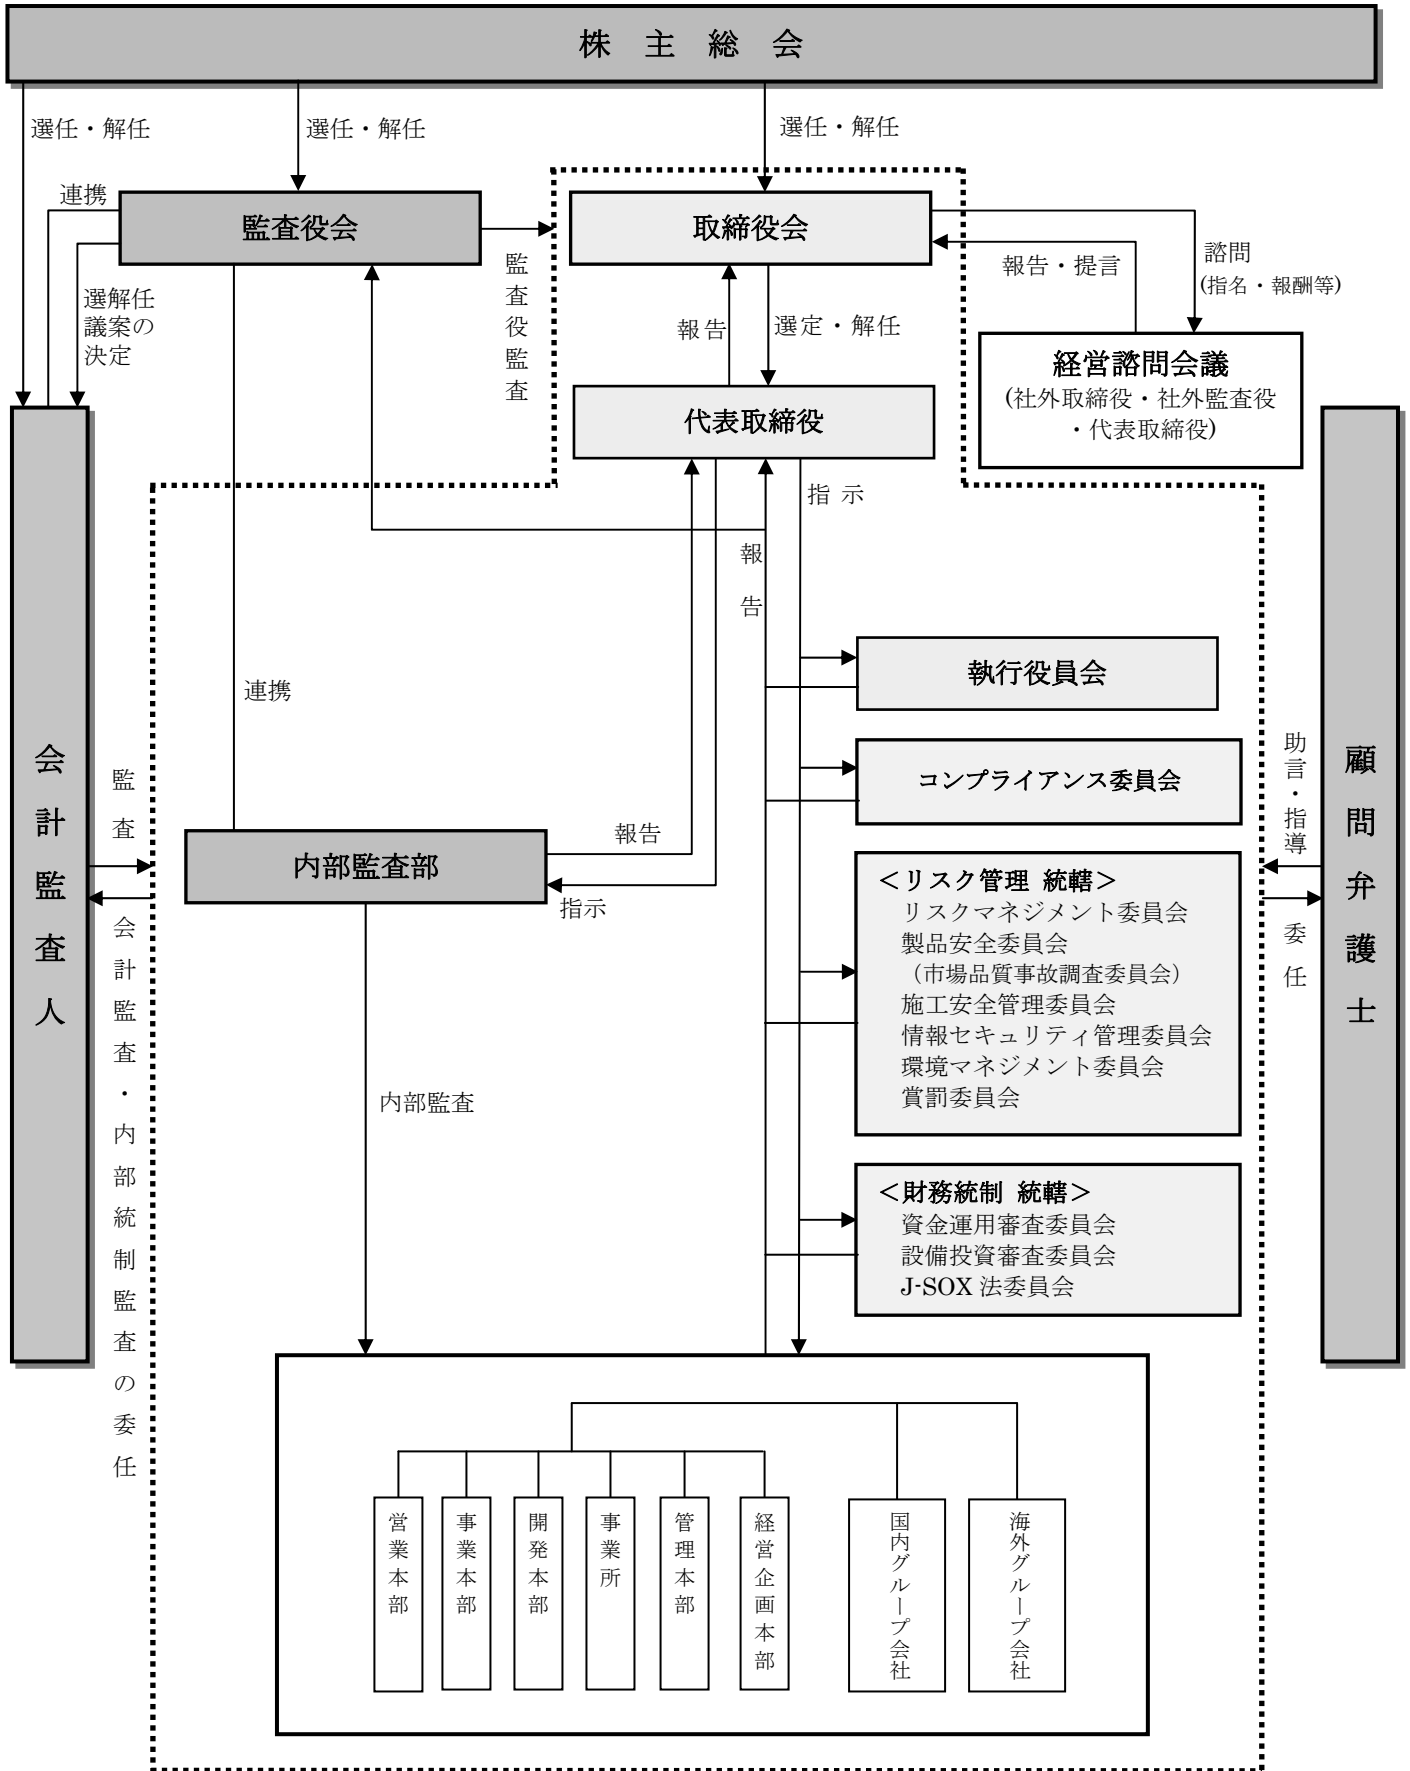 株 主 総 会
選任・解任
選任・解任
選任・解任
連携
監査役会
取締役会
監査役監査
報告・提言
諮問
(指名・報酬等)
選解任
議案の
決定
報告
選定・解任
経営諮問会議
(社外取締役・社外監査役
・代表取締役)
代表取締役
指 示
報告
執行役員会
連携
コンプライアンス委員会
会計監査人
監査
会計監査・内部統制監査の委任
助言・指導
委任
顧問弁護士
内部監査部
報告
指示
＜リスク管理 統轄＞
リスクマネジメント委員会
製品安全委員会
（市場品質事故調査委員会）
施工安全管理委員会
情報セキュリティ管理委員会
環境マネジメント委員会
賞罰委員会
内部監査
＜財務統制 統轄＞
資金運用審査委員会
設備投資審査委員会
J-SOX 法委員会
営業本部
事業本部
開発本部
事業所
管理本部
経営企画本部
国内グループ会社
海外グループ会社